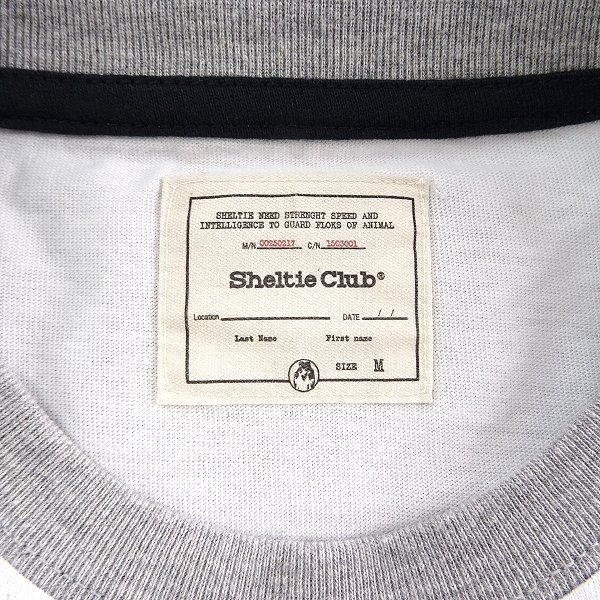 SHELTIE NEED STRENGHT SPEED AND
INTELLIGENCE TO GUARD FLOKS OF ANIMAL
M/N 00250217 C/N 1503001
Sheltie Club®
Location DATE / /
Last Name First name
SIZE M